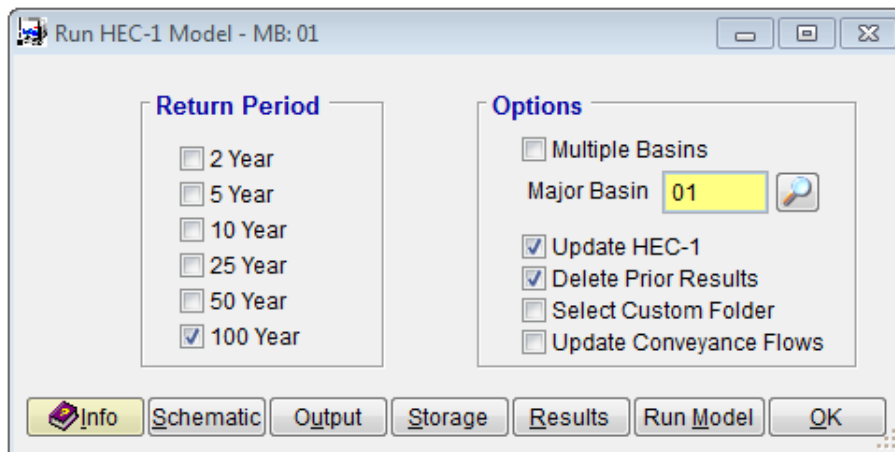 Run HEC-1 Model - MB: 01
Return Period
2 Year
5 Year
10 Year
25 Year
50 Year
100 Year
Options
Multiple Basins
Major Basin 01
Update HEC-1
Delete Prior Results
Select Custom Folder
Update Conveyance Flows
Info Schematic Output Storage Results Run Model OK